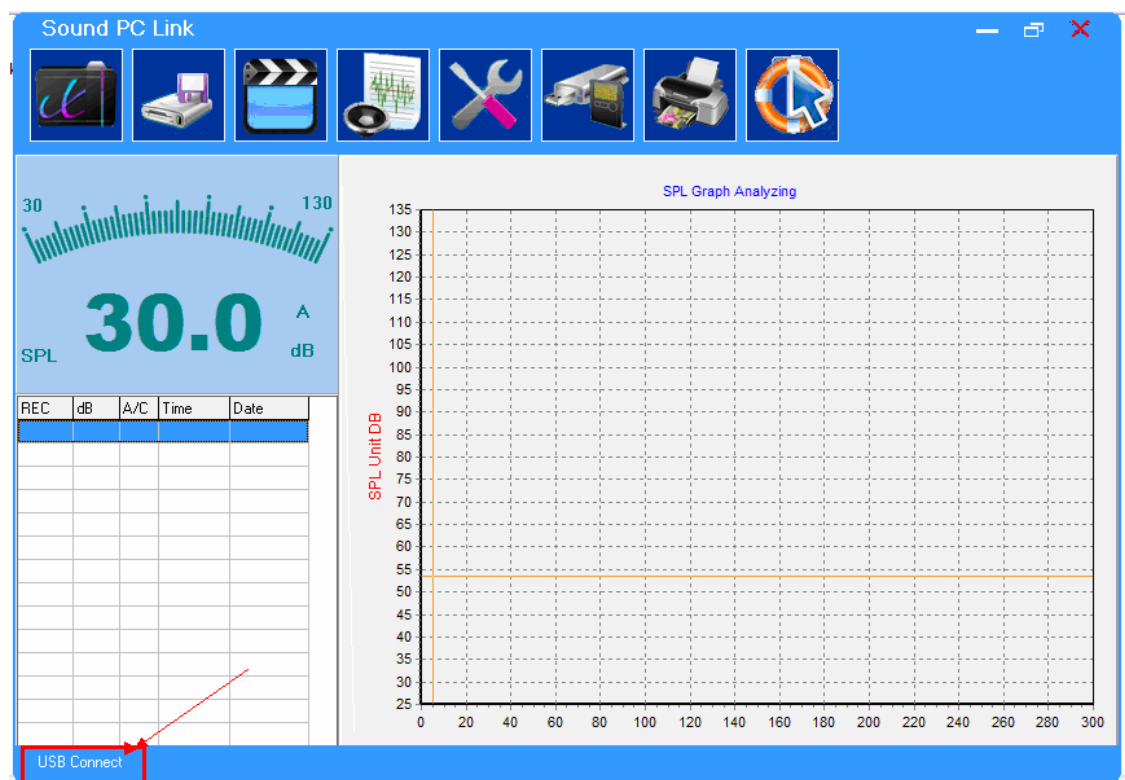 Sound PC Link
30
130
30.0
A
SPL
dB
REC dB A/C Time Date
SPL Graph Analyzing
SPL Unit DB
135
130
125
120
115
110
105
100
95
90
85
80
75
70
65
60
55
50
45
40
35
30
25
0 20 40 60 80 100 120 140 160 180 200 220 240 260 280 300
USB Connect